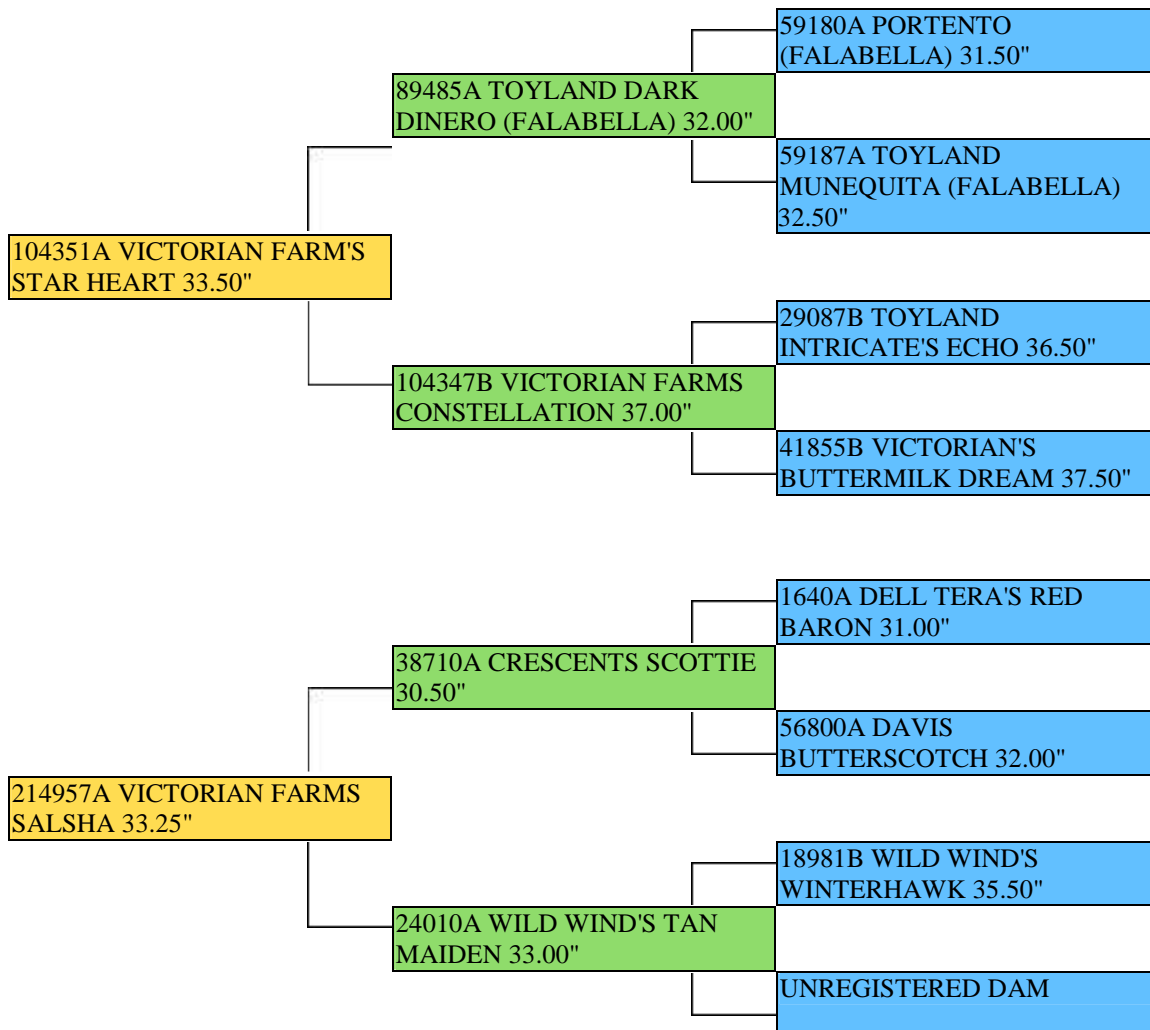 59180A PORTENTO
(FALABELLA) 31.50"
89485A TOYLAND DARK
DINERO (FALABELLA) 32.00"
59187A TOYLAND
MUNEQUITA (FALABELLA)
32.50"
104351A VICTORIAN FARM'S
STAR HEART 33.50"
29087B TOYLAND
INTRICATE'S ECHO 36.50"
104347B VICTORIAN FARMS
CONSTELLATION 37.00"
41855B VICTORIAN'S
BUTTERMILK DREAM 37.50"
1640A DELL TERA'S RED
BARON 31.00"
38710A CRESCENTS SCOTTIE
30.50"
56800A DAVIS
BUTTERSCOTCH 32.00"
214957A VICTORIAN FARMS
SALSHA 33.25"
18981B WILD WIND'S
WINTERHAWK 35.50"
24010A WILD WIND'S TAN
MAIDEN 33.00"
UNREGISTERED DAM